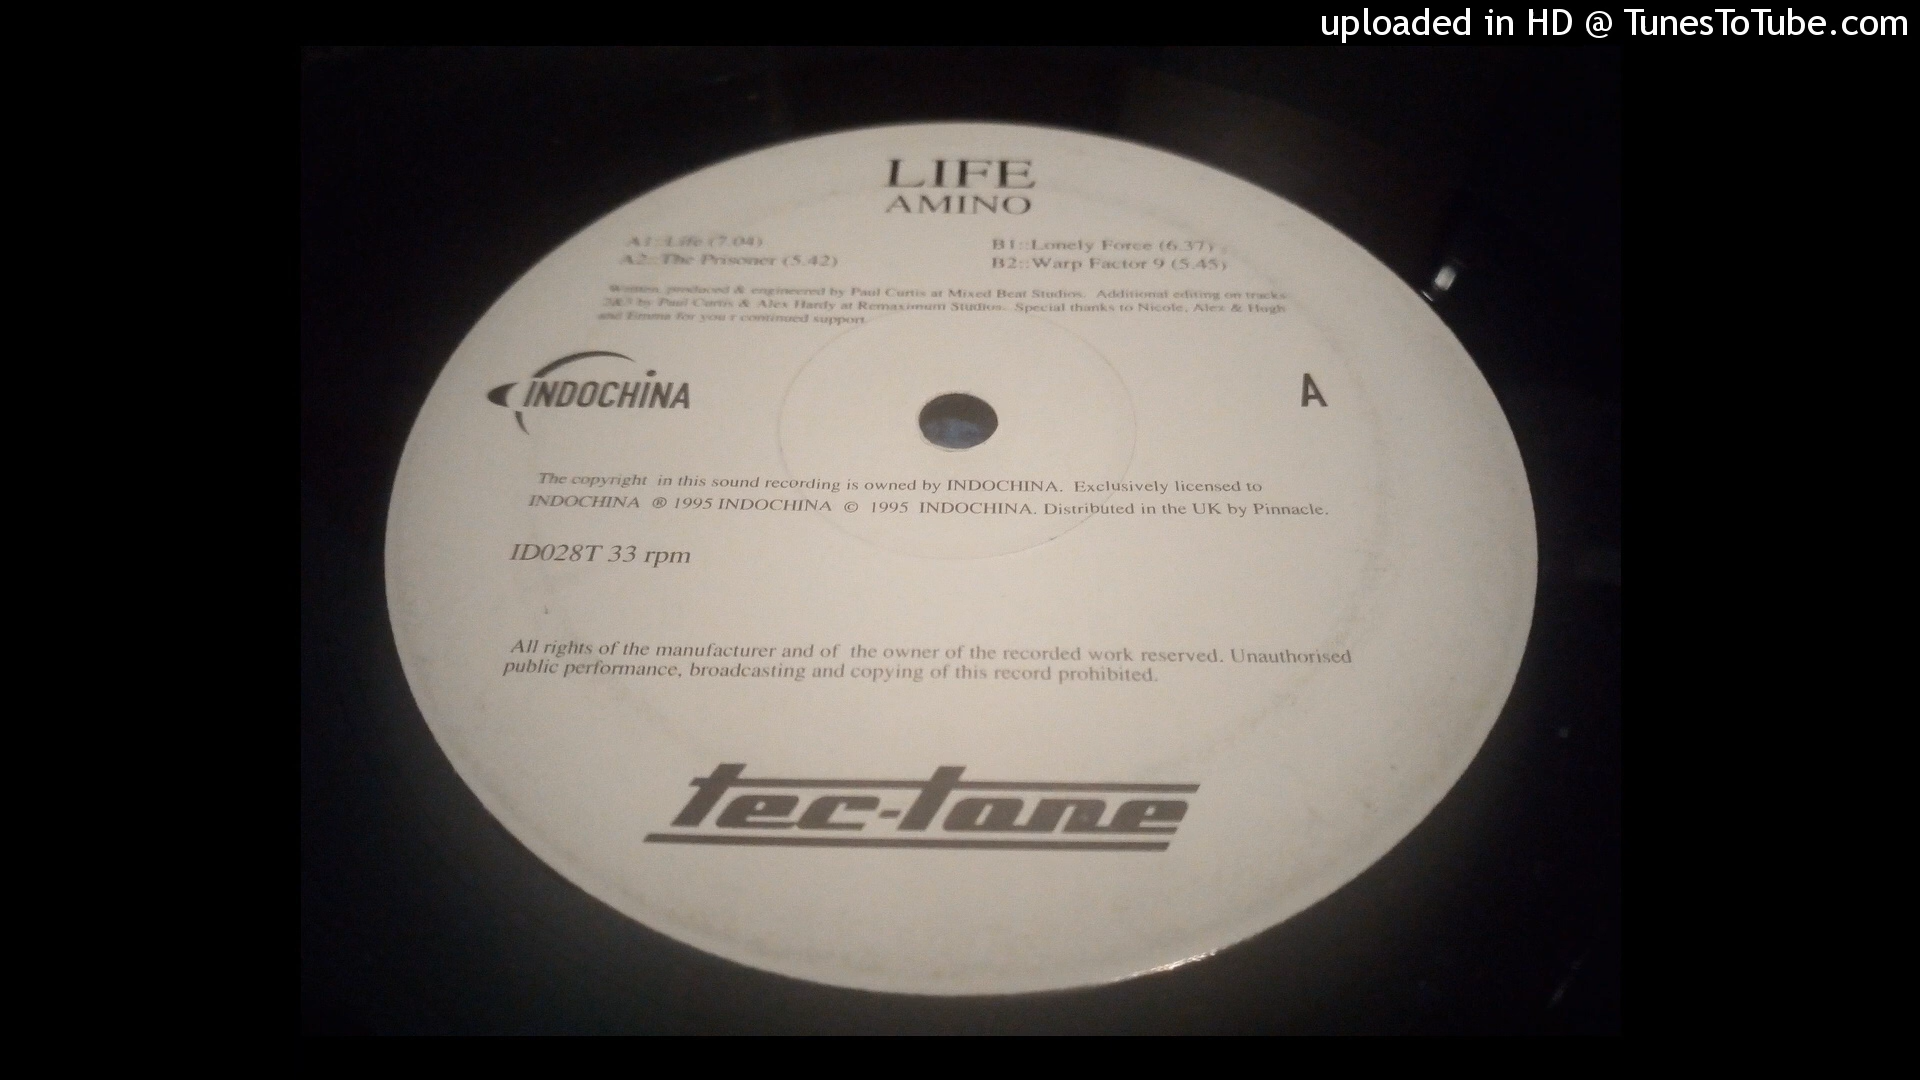 uploaded in HD @ TunesToTube.com
LIFE
AMINO
A1::Life (7.04)
A2::The Prisoner (5.42)
B1::Lonely Force (6.37)
B2::Warp Factor 9 (5.45)
Written, produced & engineered by Paul Curtis at Mixed Beat Studios. Additional editing on tracks
by Paul Curtis & Alex Hardy at Remaximum Studios. Special thanks to Nicole, Alex & Hugh
and Emma for you r continued support.
INDOCHINA
A
The copyright in this sound recording is owned by INDOCHINA. Exclusively licensed to
INDOCHINA ® 1995 INDOCHINA © 1995 INDOCHINA. Distributed in the UK by Pinnacle.
ID028T 33 rpm
All rights of the manufacturer and of the owner of the recorded work reserved. Unauthorised
public performance, broadcasting and copying of this record prohibited.
tec-tone